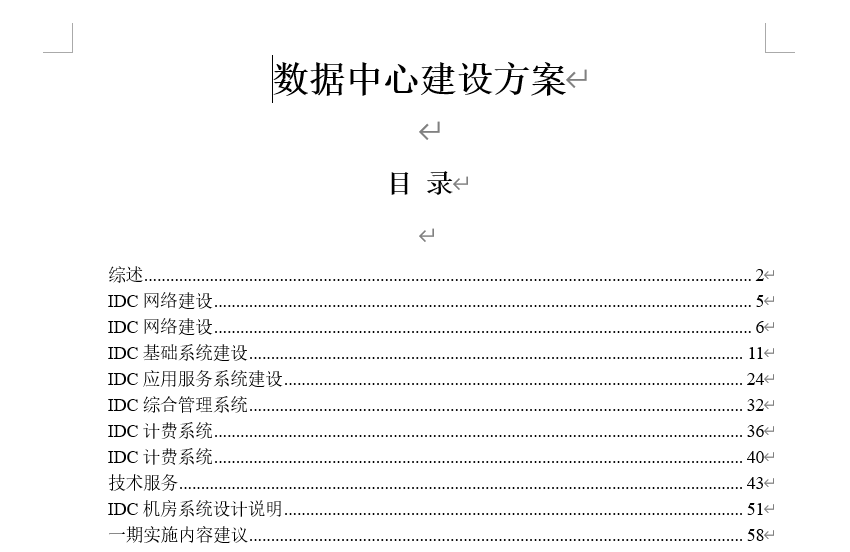 数据中心建设方案
目 录
综述 2
IDC 网络建设 5
IDC 网络建设 6
IDC 基础系统建设 11
IDC 应用服务系统建设 24
IDC 综合管理系统 32
IDC 计费系统 36
IDC 计费系统 40
技术服务 43
IDC 机房系统设计说明 51
一期实施内容建议 58